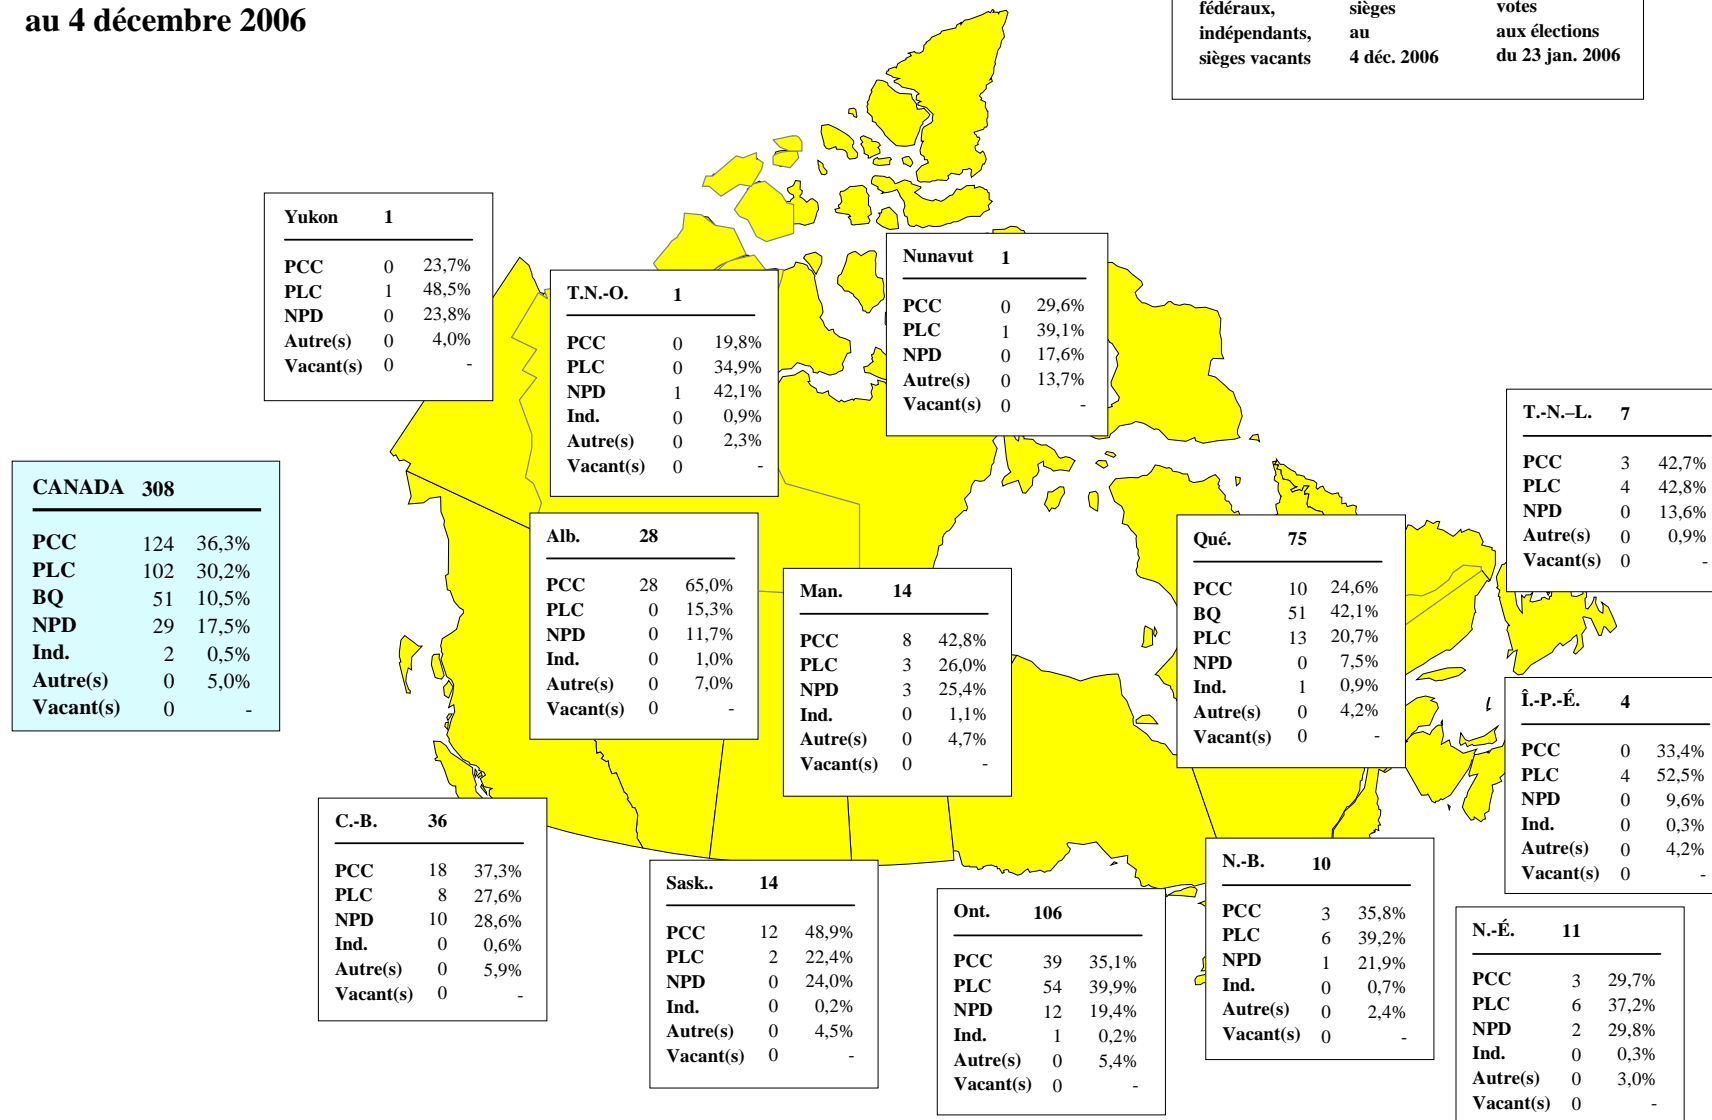 au 4 décembre 2006
fédéraux, sièges votes
indépendants, au aux élections
sièges vacants 4 déc. 2006 du 23 jan. 2006
Yukon 1
PCC 0 23,7%
PLC 1 48,5%
NPD 0 23,8%
Autre(s) 0 4,0%
Vacant(s) 0 -
T.N.-O. 1
PCC 0 19,8%
PLC 0 34,9%
NPD 1 42,1%
Ind. 0 0,9%
Autre(s) 0 2,3%
Vacant(s) 0 -
Nunavut 1
PCC 0 29,6%
PLC 1 39,1%
NPD 0 17,6%
Autre(s) 0 13,7%
Vacant(s) 0 -
T.-N.–L. 7
PCC 3 42,7%
PLC 4 42,8%
NPD 0 13,6%
Autre(s) 0 0,9%
Vacant(s) 0 -
CANADA 308
PCC 124 36,3%
PLC 102 30,2%
BQ 51 10,5%
NPD 29 17,5%
Ind. 2 0,5%
Autre(s) 0 5,0%
Vacant(s) 0 -
Alb. 28
PCC 28 65,0%
PLC 0 15,3%
NPD 0 11,7%
Ind. 0 1,0%
Autre(s) 0 7,0%
Vacant(s) 0 -
Man. 14
PCC 8 42,8%
PLC 3 26,0%
NPD 3 25,4%
Ind. 0 1,1%
Autre(s) 0 4,7%
Vacant(s) 0 -
Qué. 75
PCC 10 24,6%
BQ 51 42,1%
PLC 13 20,7%
NPD 0 7,5%
Ind. 1 0,9%
Autre(s) 0 4,2%
Vacant(s) 0 -
Î.-P.-É. 4
PCC 0 33,4%
PLC 4 52,5%
NPD 0 9,6%
Ind. 0 0,3%
Autre(s) 0 4,2%
Vacant(s) 0 -
C.-B. 36
PCC 18 37,3%
PLC 8 27,6%
NPD 10 28,6%
Ind. 0 0,6%
Autre(s) 0 5,9%
Vacant(s) 0 -
Sask.. 14
PCC 12 48,9%
PLC 2 22,4%
NPD 0 24,0%
Ind. 0 0,2%
Autre(s) 0 4,5%
Vacant(s) 0 -
Ont. 106
PCC 39 35,1%
PLC 54 39,9%
NPD 12 19,4%
Ind. 1 0,2%
Autre(s) 0 5,4%
Vacant(s) 0 -
N.-B. 10
PCC 3 35,8%
PLC 6 39,2%
NPD 1 21,9%
Ind. 0 0,7%
Autre(s) 0 2,4%
Vacant(s) 0 -
N.-É. 11
PCC 3 29,7%
PLC 6 37,2%
NPD 2 29,8%
Ind. 0 0,3%
Autre(s) 0 3,0%
Vacant(s) 0 -